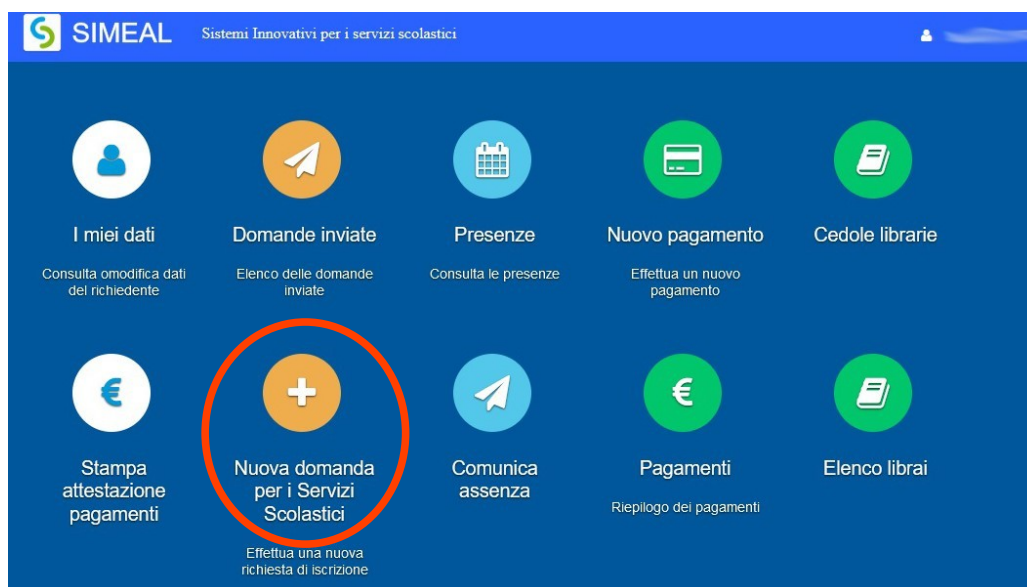 SIMEAL Sistemi Innovativi per i servizi scolastici
I miei dati
Consulta omodifica dati
del richiedente
Domande inviate
Elenco delle domande
inviate
Presenze
Consulta le presenze
Nuovo pagamento
Effettua un nuovo
pagamento
Cedole librarie
Stampa
attestazione
pagamenti
Nuova domanda
per i Servizi
Scolastici
Effettua una nuova
richiesta di iscrizione
Comunica
assenza
Pagamenti
Riepilogo dei pagamenti
Elenco librai